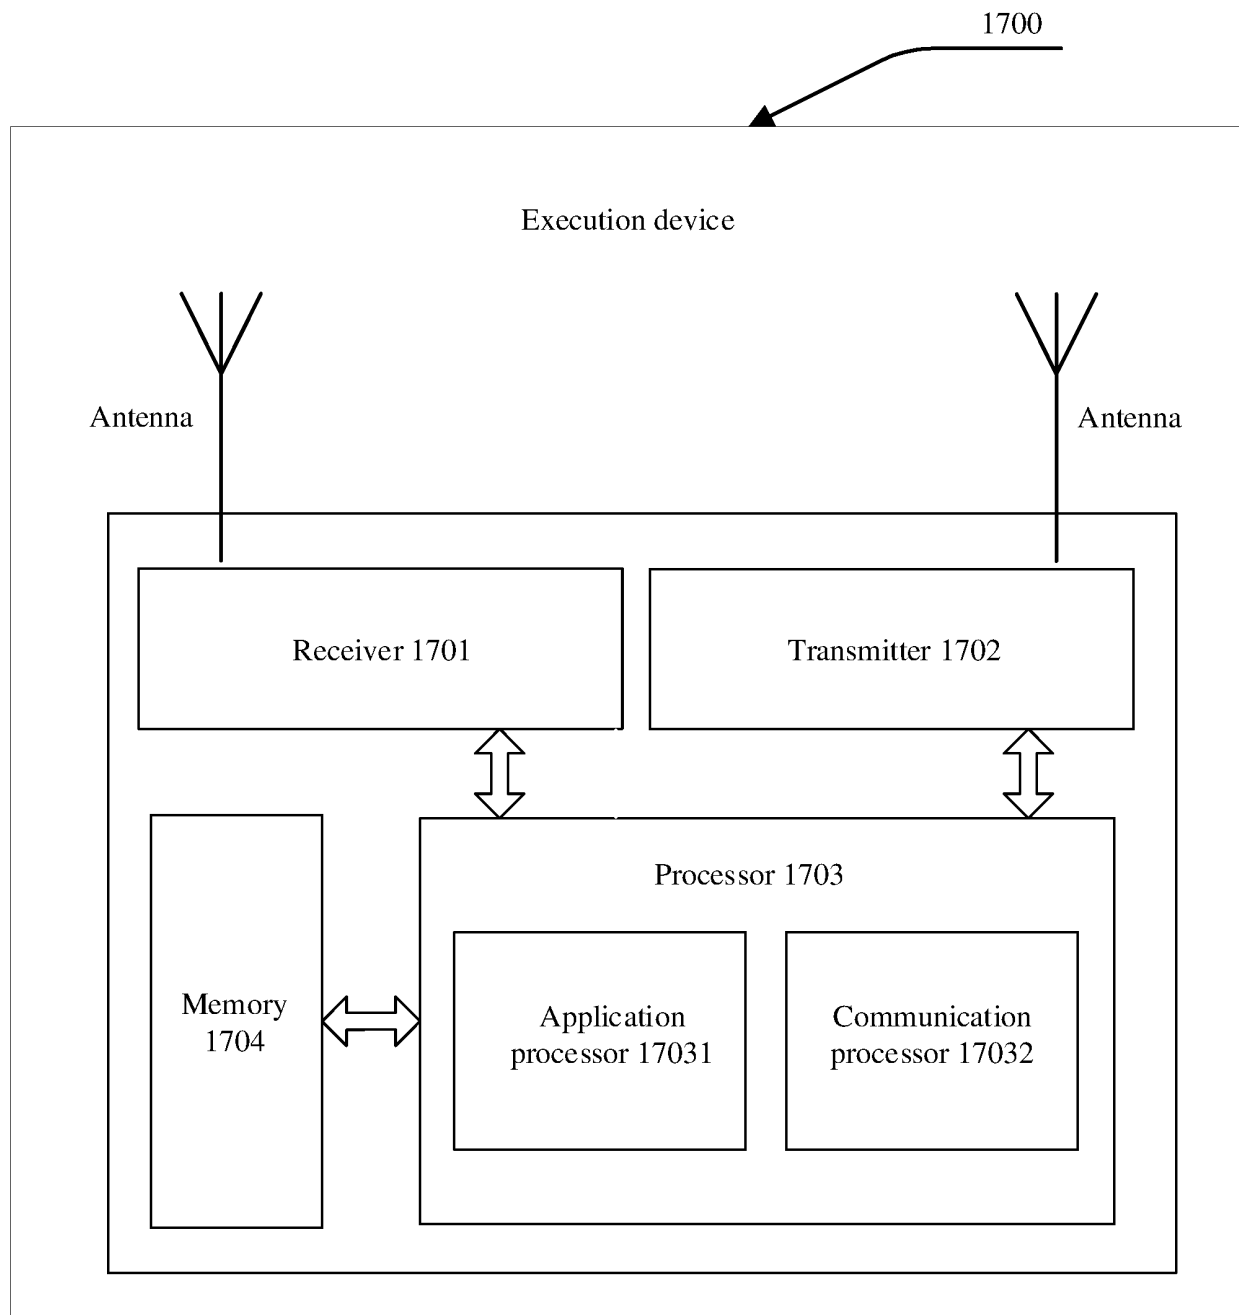 1700
Execution device
Antenna
Antenna
Receiver 1701
Transmitter 1702
Processor 1703
Memory
1704
Application
processor 17031
Communication
processor 17032